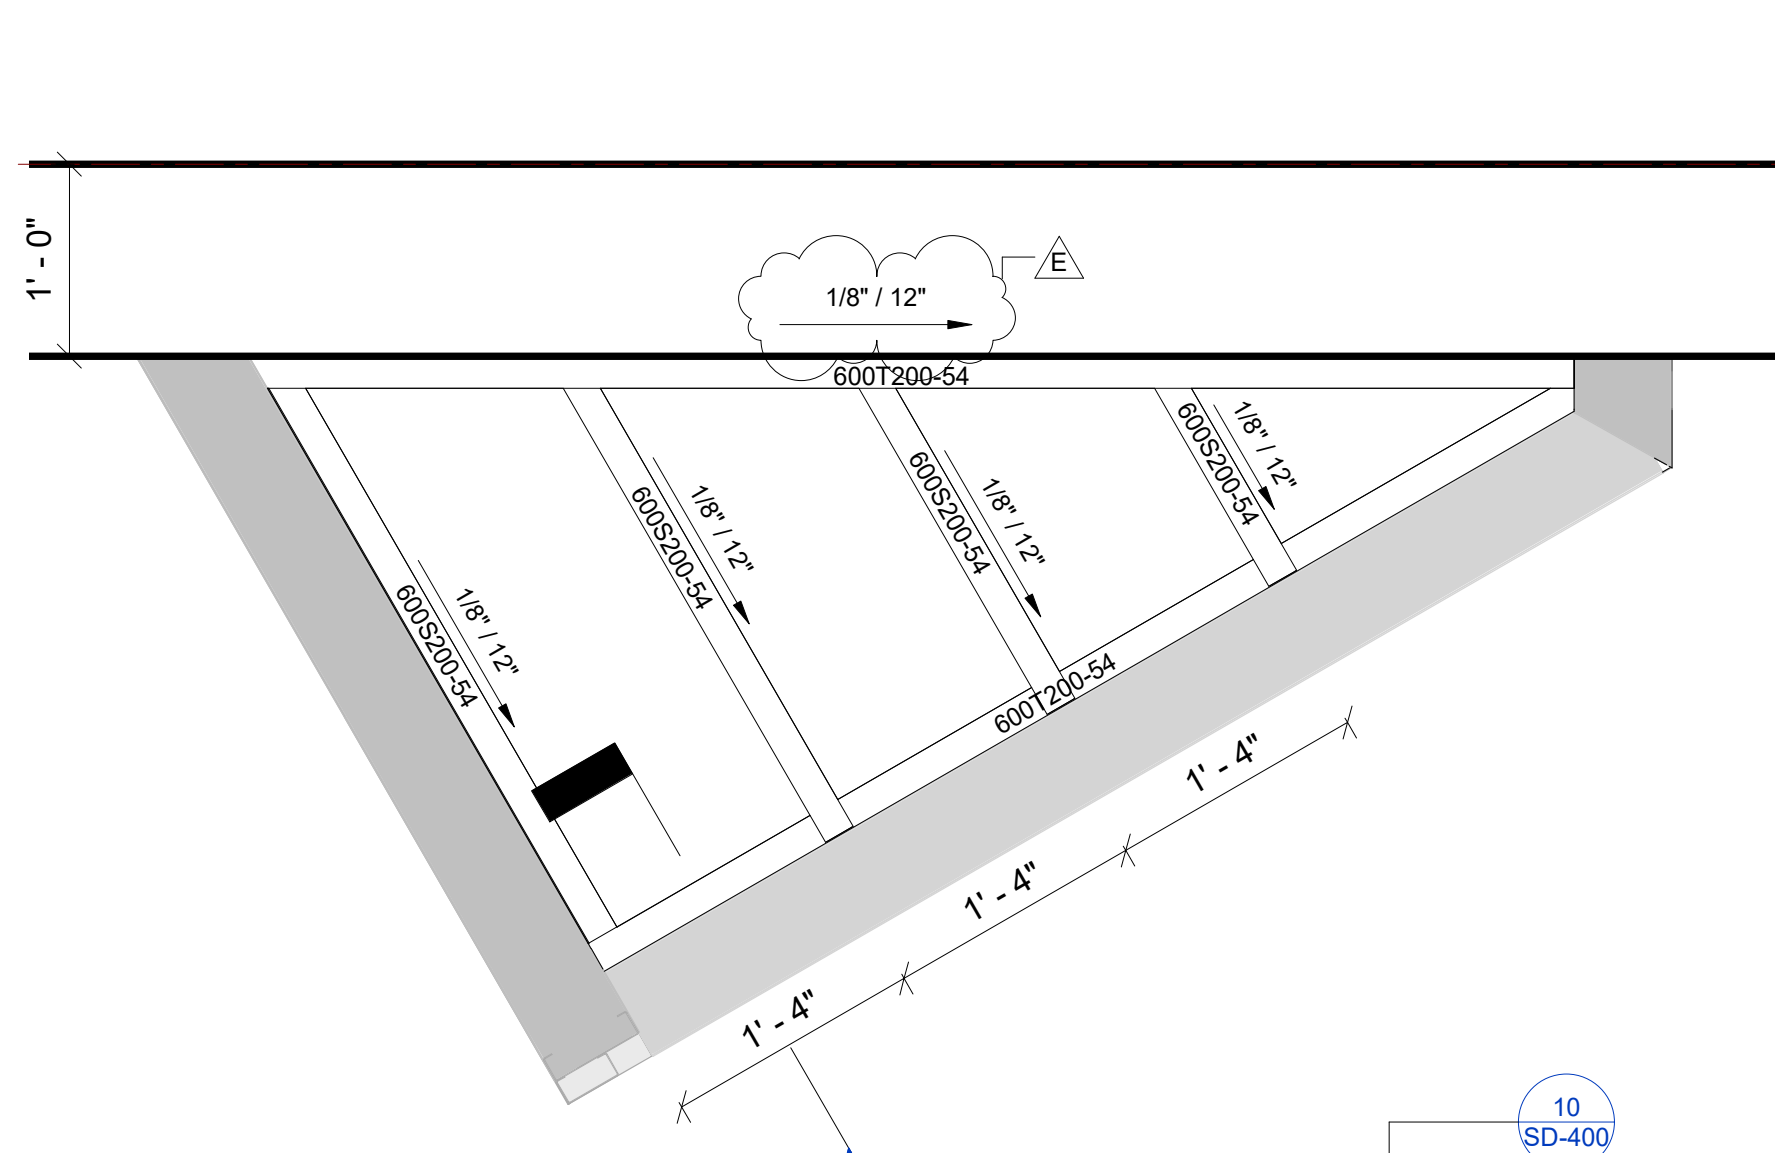 1' - 0"
E
1/8" / 12"
600T200-54
600S200-54
1/8" / 12"
600S200-54
1/8" / 12"
600S200-54
1/8" / 12"
600S200-54
1/8" / 12"
600T200-54
1' - 4"
1' - 4"
1' - 4"
10
SD-400